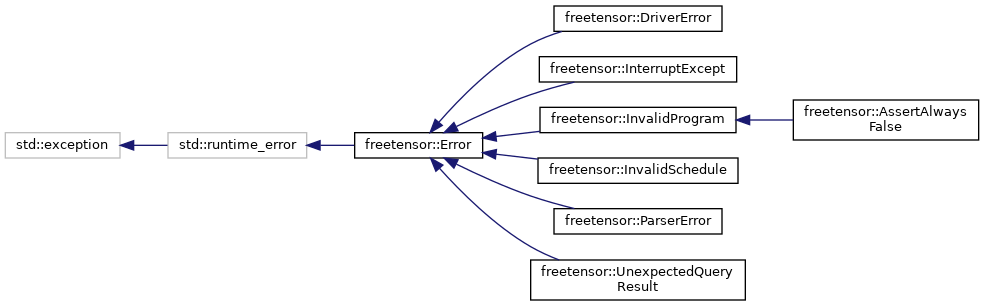 std::exception
std::runtime_error
freetensor::Error
freetensor::DriverError
freetensor::InterruptExcept
freetensor::InvalidProgram
freetensor::AssertAlways
False
freetensor::InvalidSchedule
freetensor::ParserError
freetensor::UnexpectedQuery
Result